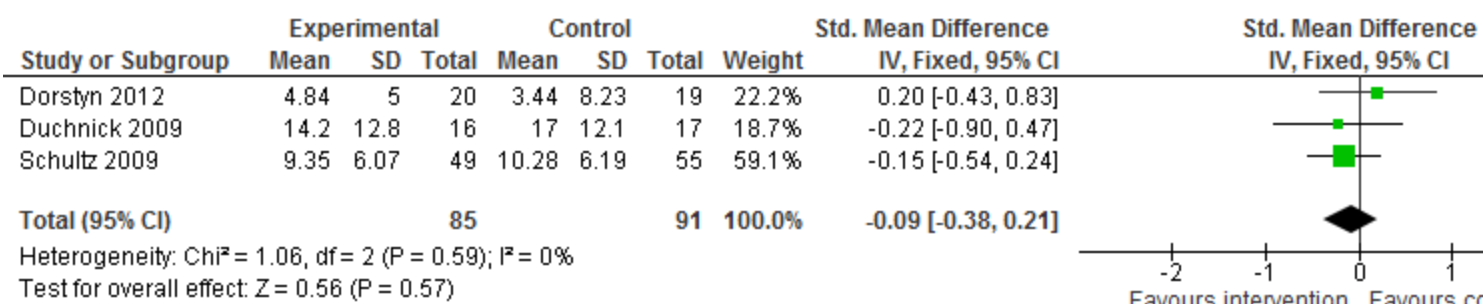 Experimental Control Std. Mean Difference Std. Mean Difference
Study or Subgroup Mean SD Total Mean SD Total Weight IV, Fixed, 95% CI IV, Fixed, 95% CI
Dorstyn 2012 4.84 5 20 3.44 8.23 19 22.2% 0.20 [-0.43, 0.83]
Duchnick 2009 14.2 12.8 16 17 12.1 17 18.7% -0.22 [-0.90, 0.47]
Schultz 2009 9.35 6.07 49 10.28 6.19 55 59.1% -0.15 [-0.54, 0.24]
Total (95% CI) 85 91 100.0% -0.09 [-0.38, 0.21]
Heterogeneity: Chi² = 1.06, df = 2 (P = 0.59); I² = 0%
Test for overall effect: Z = 0.56 (P = 0.57)
-2 -1 0 1
Favours intervention Favours